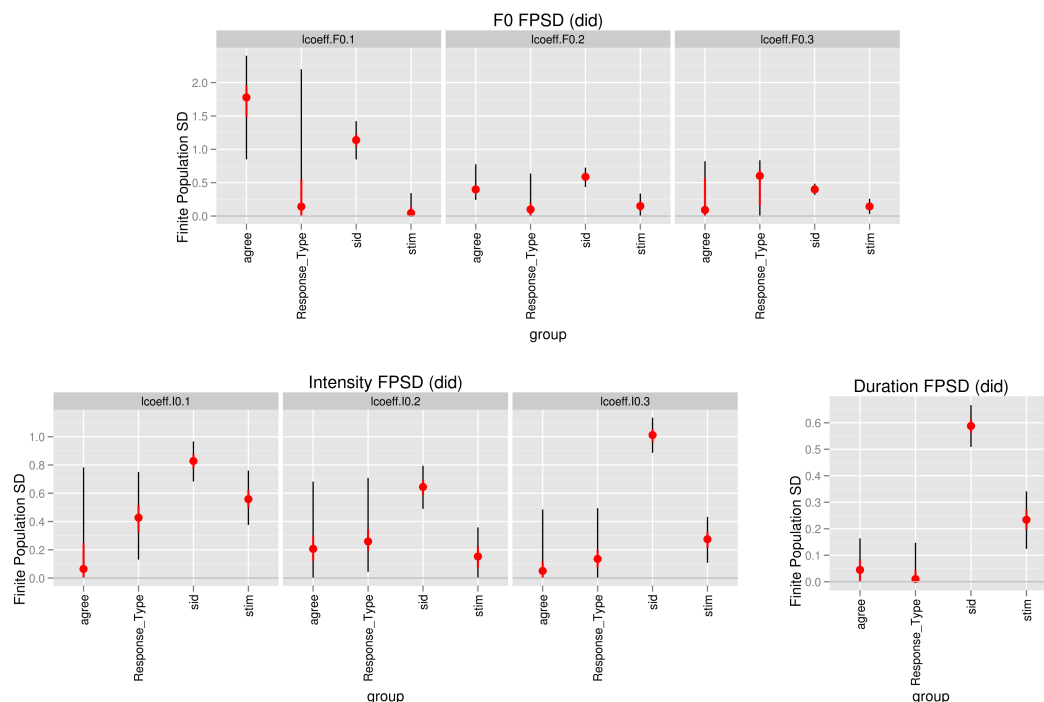 F0 FPSD (did)
lcoeff.F0.1 lcoeff.F0.2 lcoeff.F0.3
Finite Population SD
2.0
1.5
1.0
0.5
0.0
agree Response_Type sid stim agree Response_Type sid stim agree Response_Type sid stim
group
Intensity FPSD (did)
lcoeff.I0.1 lcoeff.I0.2 lcoeff.I0.3
Finite Population SD
1.0
0.8
0.6
0.4
0.2
0.0
agree Response_Type sid stim agree Response_Type sid stim agree Response_Type sid stim
group
Duration FPSD (did)
Finite Population SD
0.6
0.5
0.4
0.3
0.2
0.1
0.0
agree Response_Type sid stim
group